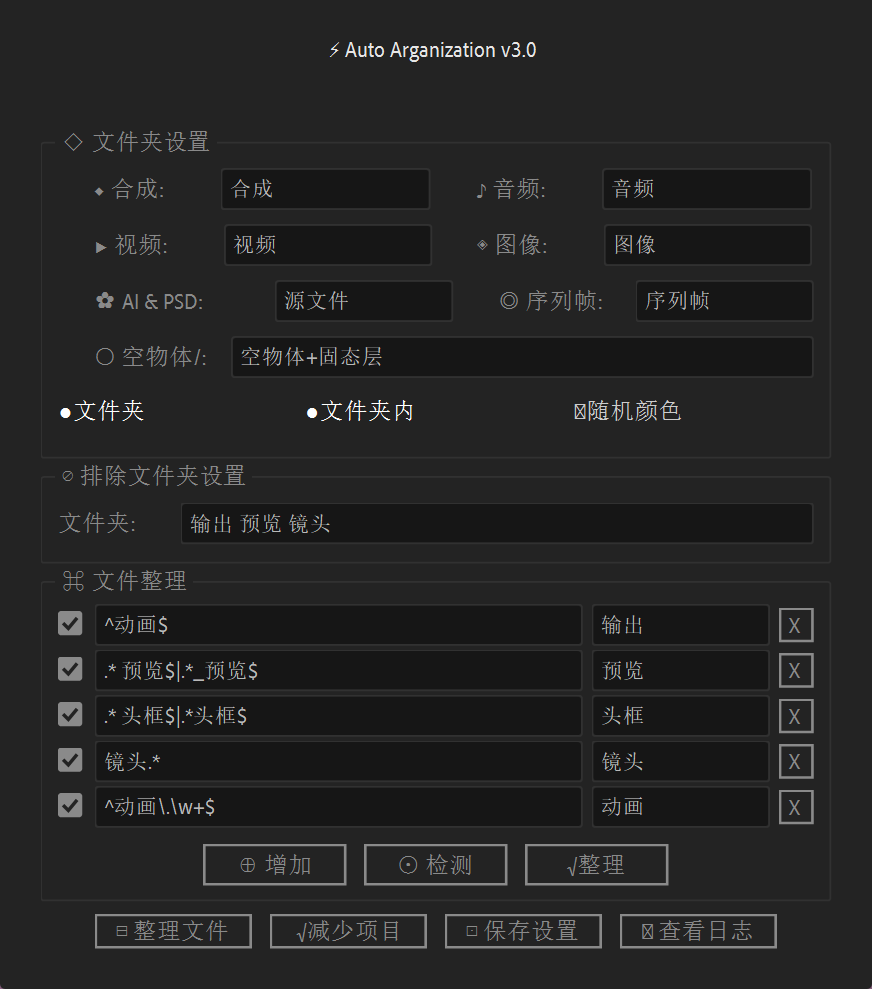 ⚡ Auto Arganization v3.0
◇ 文件夹设置
◆ 合成: 合成 ♪ 音频: 音频
▶ 视频: 视频 ◈ 图像: 图像
✿ AI & PSD: 源文件 ◎ 序列帧: 序列帧
○ 空物体/: 空物体+固态层
●文件夹 ●文件夹内 随机颜色
⊘ 排除文件夹设置
文件夹: 输出 预览 镜头
⌘ 文件整理
^动画$ 输出 X
.* 预览$|.*_预览$ 预览 X
.* 头框$|.*头框$ 头框 X
镜头.* 镜头 X
^动画\.\w+$ 动画 X
⊕ 增加 ⊙ 检测 √整理
⊟ 整理文件 √减少项目 ⊡ 保存设置 查看日志